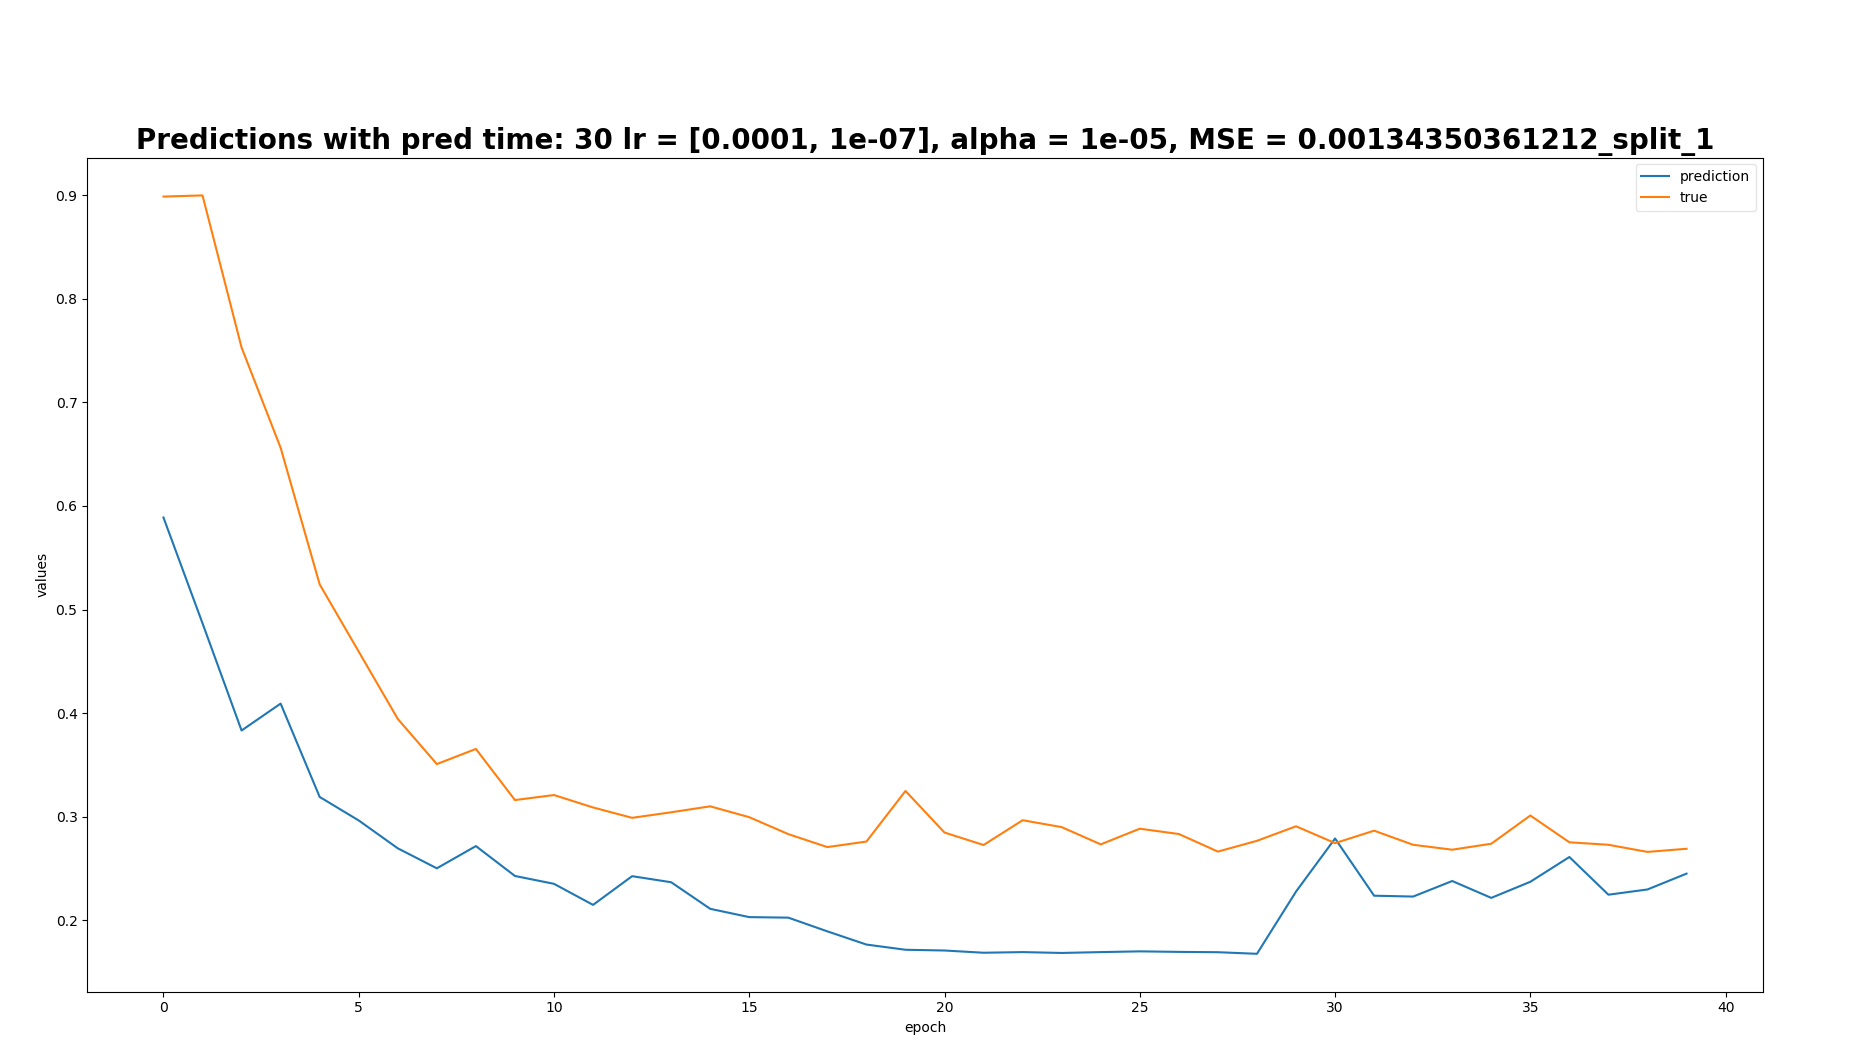 Predictions with pred time: 30 lr = [0.0001, 1e-07], alpha = 1e-05, MSE = 0.00134350361212_split_1
prediction
true
0.9
0.8
0.7
0.6
0.5
0.4
0.3
0.2
values
0 5 10 15 20 25 30 35 40
epoch